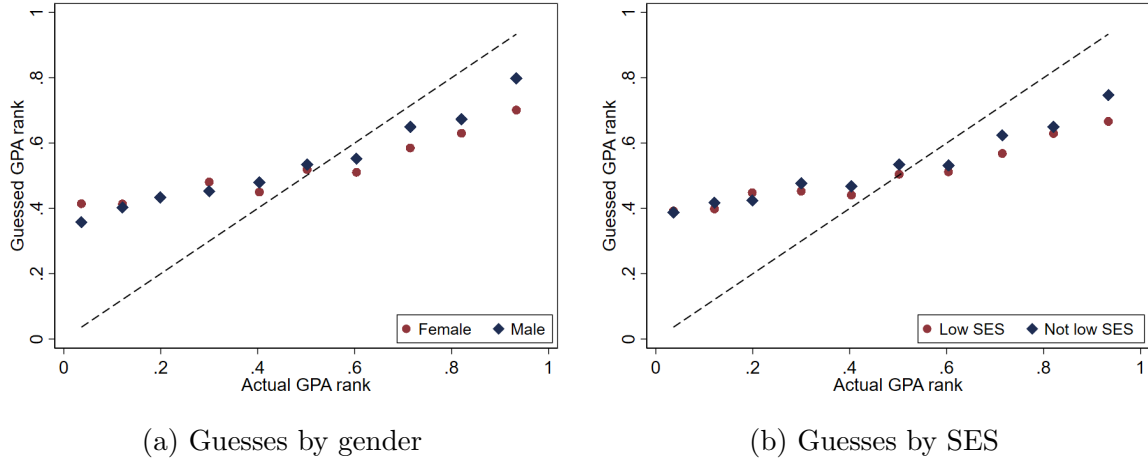 Guessed GPA rank
1
.8
.6
.4
.2
0
Female Male
0 .2 .4 .6 .8 1
Actual GPA rank
(a) Guesses by gender
Guessed GPA rank
1
.8
.6
.4
.2
0
Low SES Not low SES
0 .2 .4 .6 .8 1
Actual GPA rank
(b) Guesses by SES